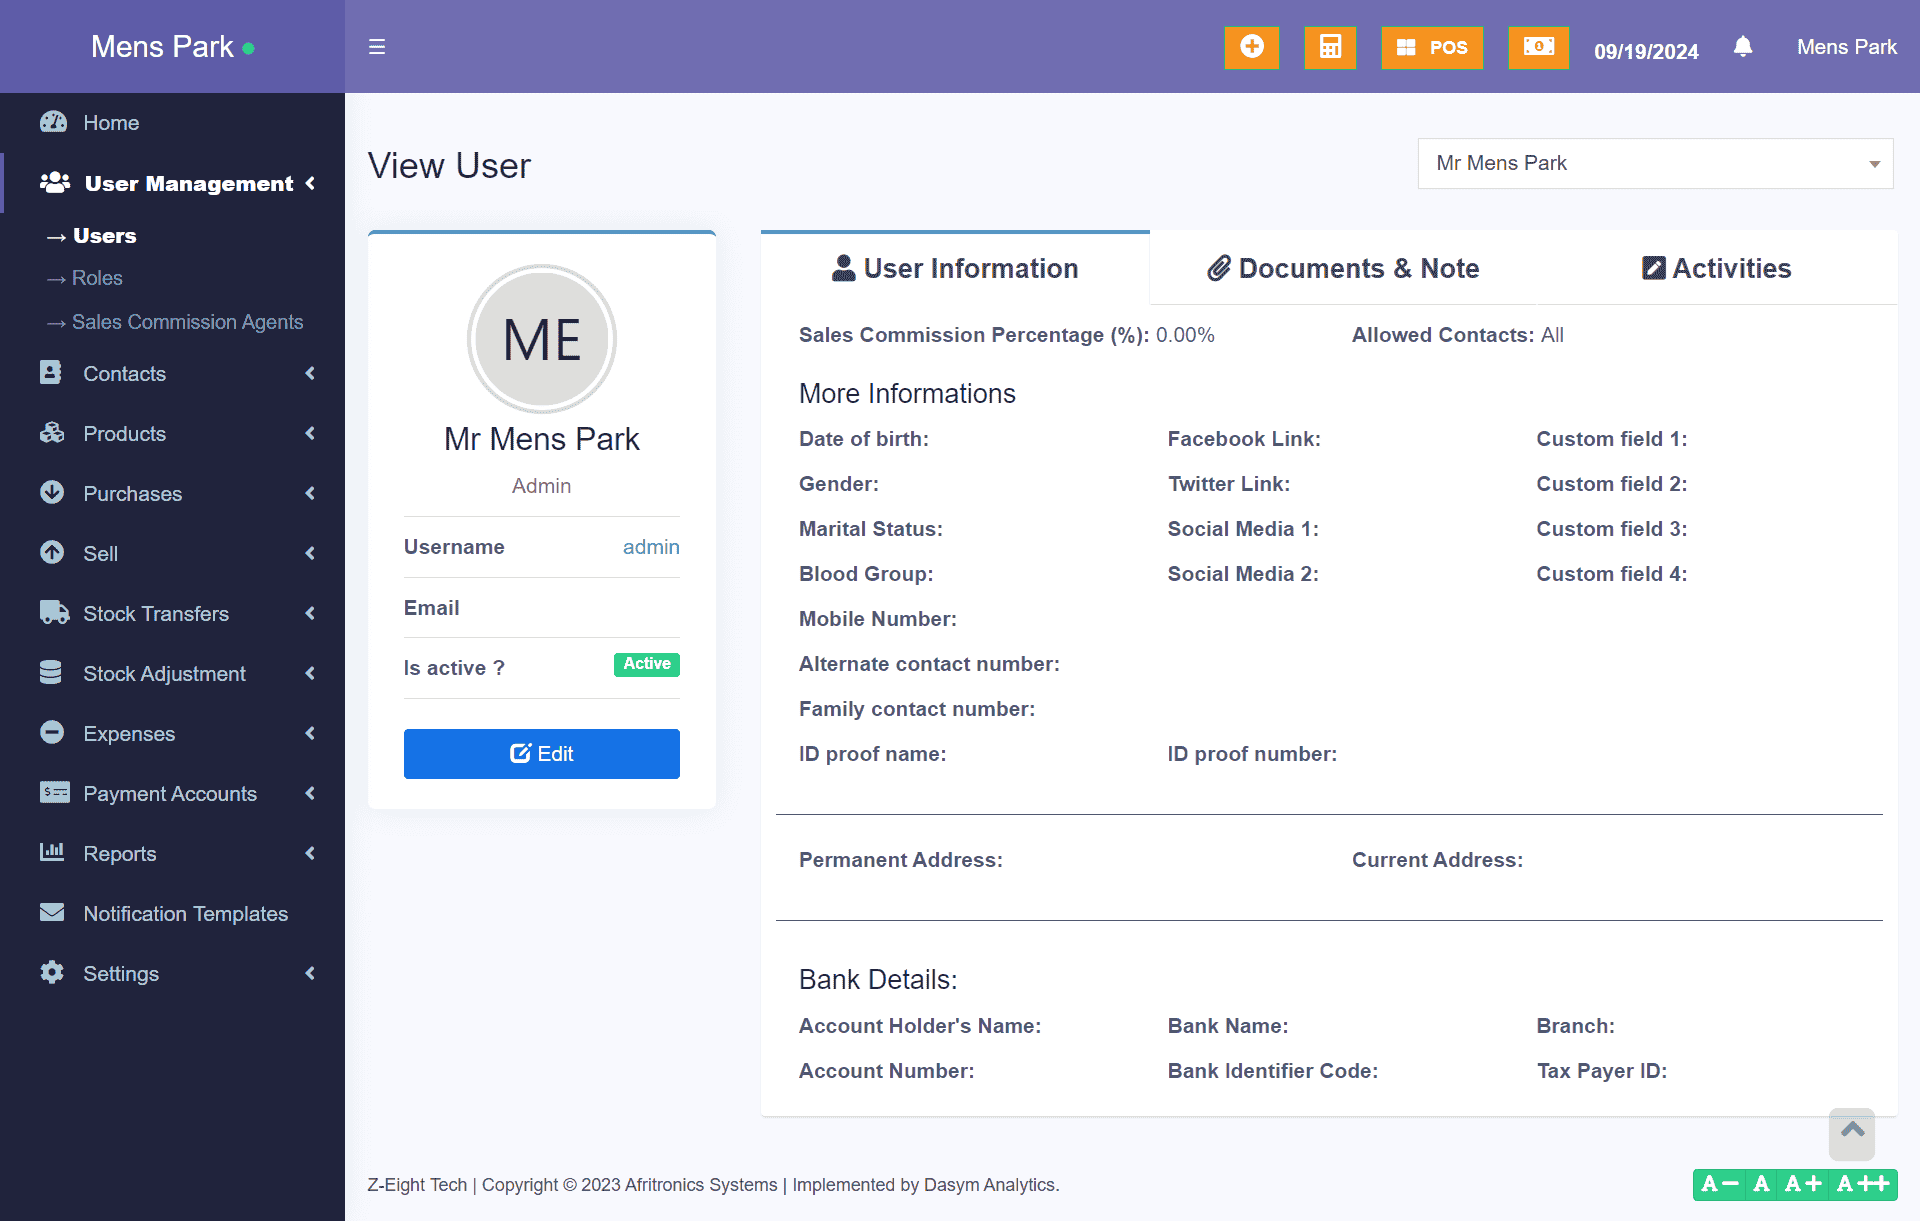 Mens Park
POS
09/19/2024
Mens Park
Home
User Management
→ Users
→ Roles
→ Sales Commission Agents
Contacts
Products
Purchases
Sell
Stock Transfers
Stock Adjustment
Expenses
Payment Accounts
Reports
Notification Templates
Settings
View User
Mr Mens Park
ME
Mr Mens Park
Admin
Username admin
Email
Is active ? Active
Edit
User Information
Documents & Note
Activities
Sales Commission Percentage (%): 0.00% Allowed Contacts: All
More Informations
Date of birth: Facebook Link: Custom field 1:
Gender: Twitter Link: Custom field 2:
Marital Status: Social Media 1: Custom field 3:
Blood Group: Social Media 2: Custom field 4:
Mobile Number:
Alternate contact number:
Family contact number:
ID proof name: ID proof number:
Permanent Address: Current Address:
Bank Details:
Account Holder's Name: Bank Name: Branch:
Account Number: Bank Identifier Code: Tax Payer ID:
Z-Eight Tech | Copyright © 2023 Afritronics Systems | Implemented by Dasym Analytics.
A− A A+ A++